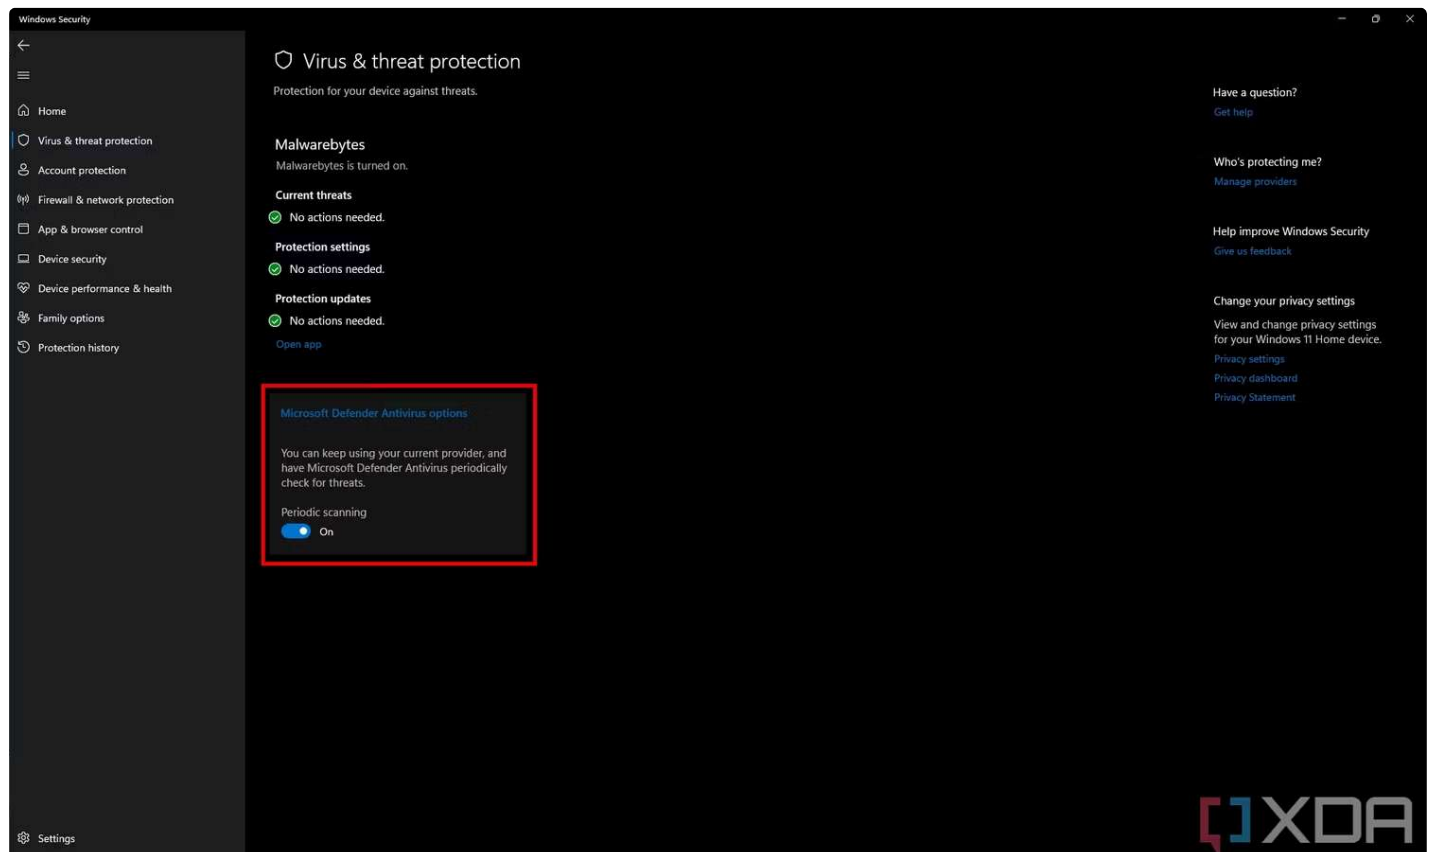 Windows Security
Home
Virus & threat protection
Account protection
Firewall & network protection
App & browser control
Device security
Device performance & health
Family options
Protection history
Settings
Virus & threat protection
Protection for your device against threats.
Malwarebytes
Malwarebytes is turned on.
Current threats
No actions needed.
Protection settings
No actions needed.
Protection updates
No actions needed.
Open app
Microsoft Defender Antivirus options
You can keep using your current provider, and
have Microsoft Defender Antivirus periodically
check for threats.
Periodic scanning
On
Have a question?
Get help
Who's protecting me?
Manage providers
Help improve Windows Security
Give us feedback
Change your privacy settings
View and change privacy settings
for your Windows 11 Home device.
Privacy settings
Privacy dashboard
Privacy Statement
XDA